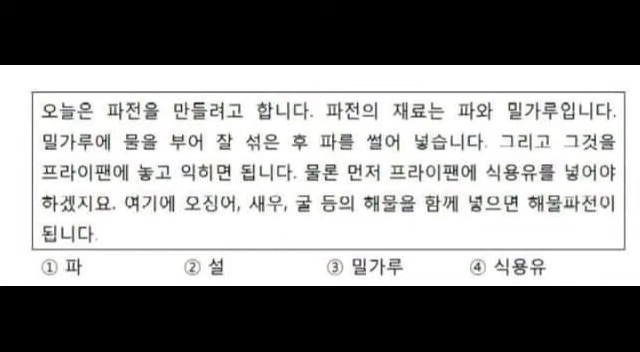 오늘은 파전을 만들려고 합니다. 파전의 재료는 파와 밀가루입니다.
밀가루에 물을 부어 잘 섞은 후 파를 썰어 넣습니다. 그리고 그것을
프라이팬에 놓고 익히면 됩니다. 물론 먼저 프라이팬에 식용유를 넣어야
하겠지요. 여기에 오징어, 새우, 굴 등의 해물을 함께 넣으면 해물파전이
됩니다.
① 파 ② 설 ③ 밀가루 ④ 식용유